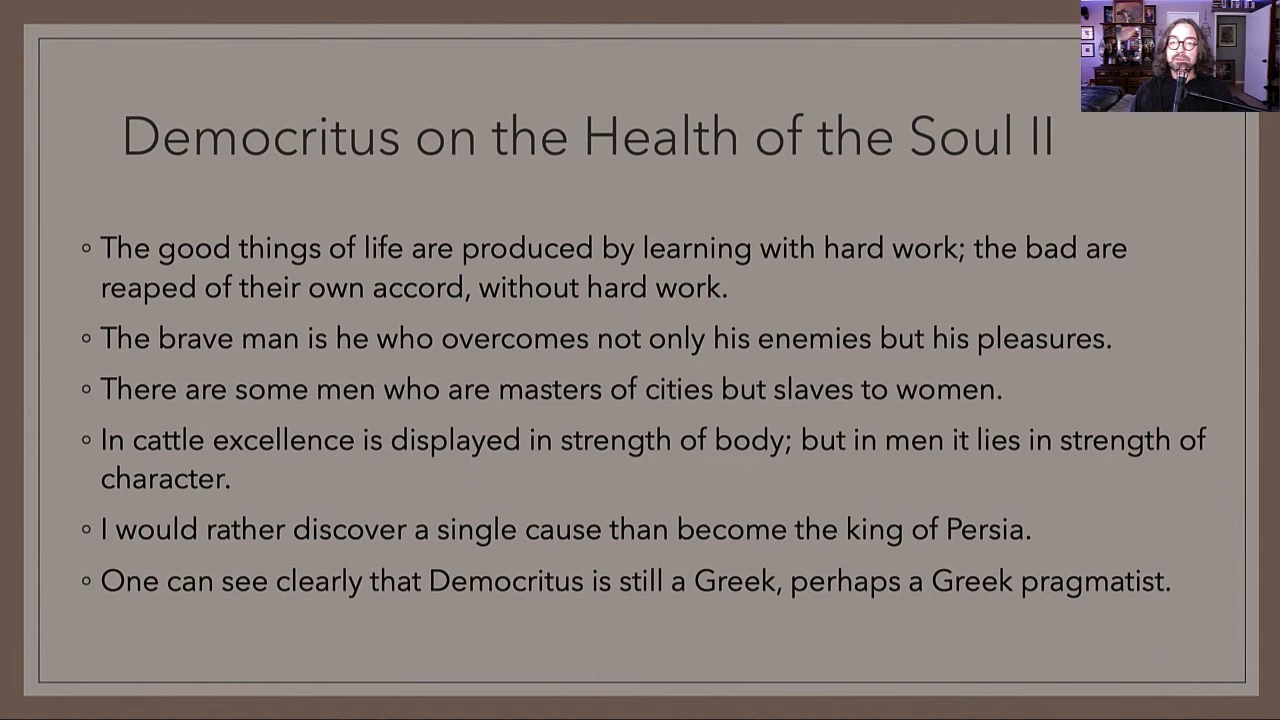 Democritus on the Health of the Soul II
◦ The good things of life are produced by learning with hard work; the bad are
reaped of their own accord, without hard work.
◦ The brave man is he who overcomes not only his enemies but his pleasures.
◦ There are some men who are masters of cities but slaves to women.
◦ In cattle excellence is displayed in strength of body; but in men it lies in strength of
character.
◦ I would rather discover a single cause than become the king of Persia.
◦ One can see clearly that Democritus is still a Greek, perhaps a Greek pragmatist.